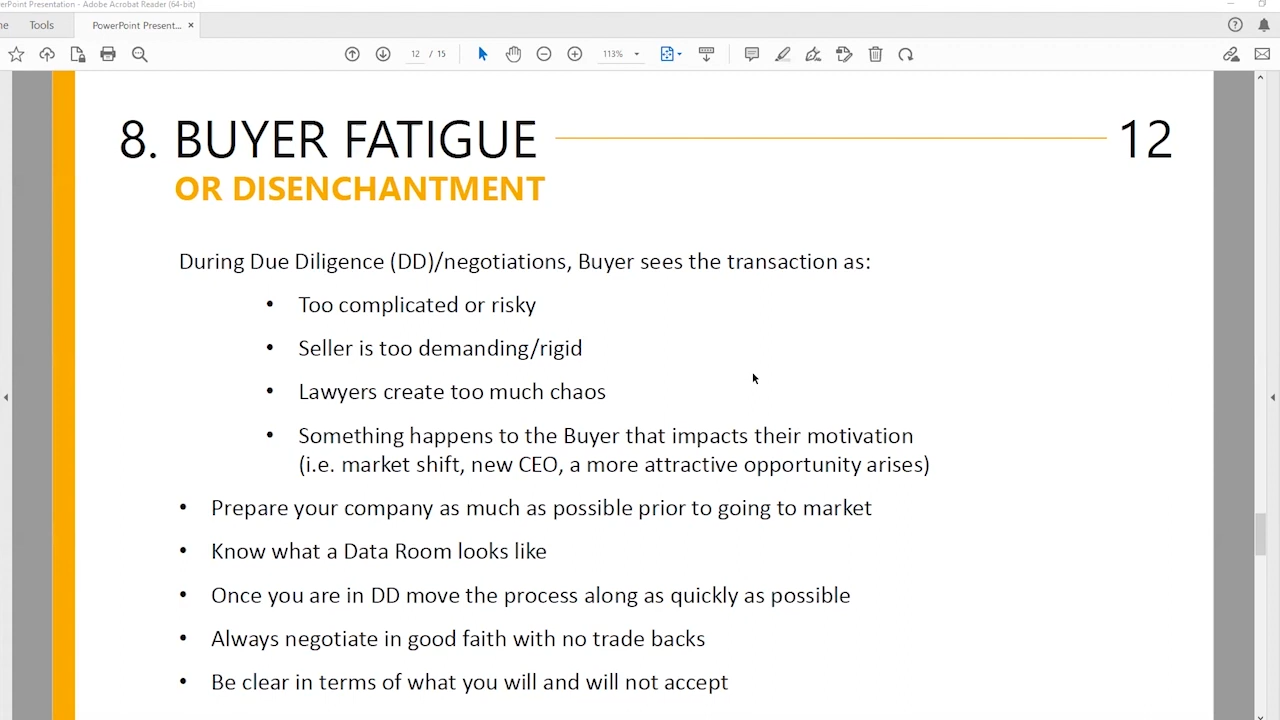 erPoint Presentation - Adobe Acrobat Reader (64-bit)
me Tools PowerPoint Present... ×
12 / 15 113%
8. BUYER FATIGUE 12
OR DISENCHANTMENT
During Due Diligence (DD)/negotiations, Buyer sees the transaction as:
• Too complicated or risky
• Seller is too demanding/rigid
• Lawyers create too much chaos
• Something happens to the Buyer that impacts their motivation
(i.e. market shift, new CEO, a more attractive opportunity arises)
• Prepare your company as much as possible prior to going to market
• Know what a Data Room looks like
• Once you are in DD move the process along as quickly as possible
• Always negotiate in good faith with no trade backs
• Be clear in terms of what you will and will not accept